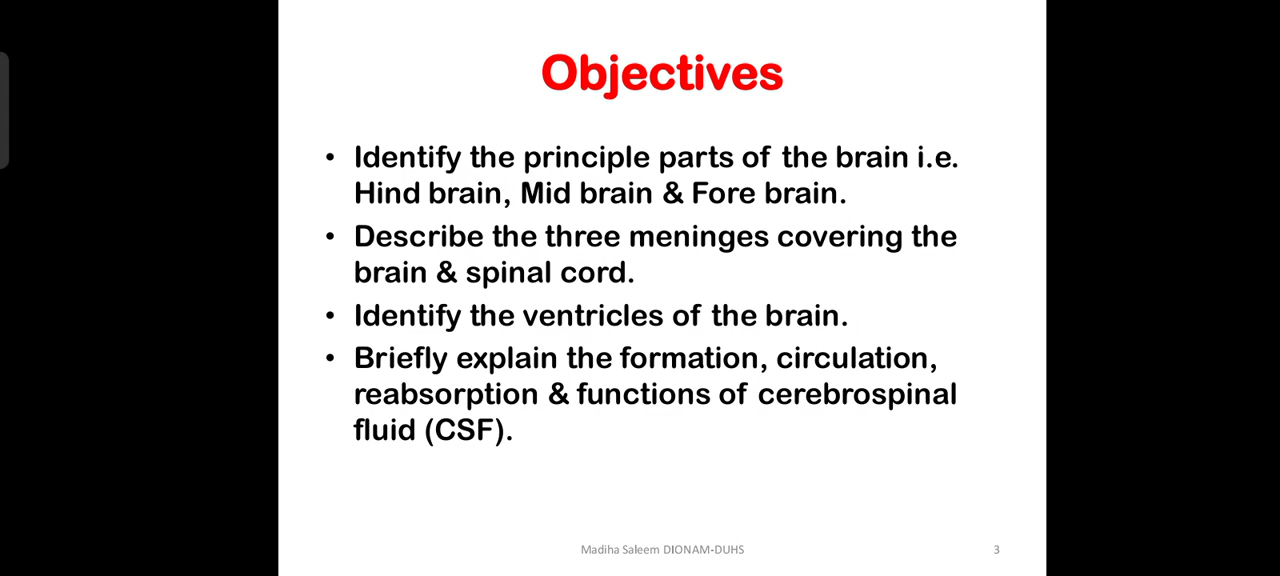 Objectives
• Identify the principle parts of the brain i.e.
Hind brain, Mid brain & Fore brain.
• Describe the three meninges covering the
brain & spinal cord.
• Identify the ventricles of the brain.
• Briefly explain the formation, circulation,
reabsorption & functions of cerebrospinal
fluid (CSF).
Madiha Saleem DIONAM-DUHS
3